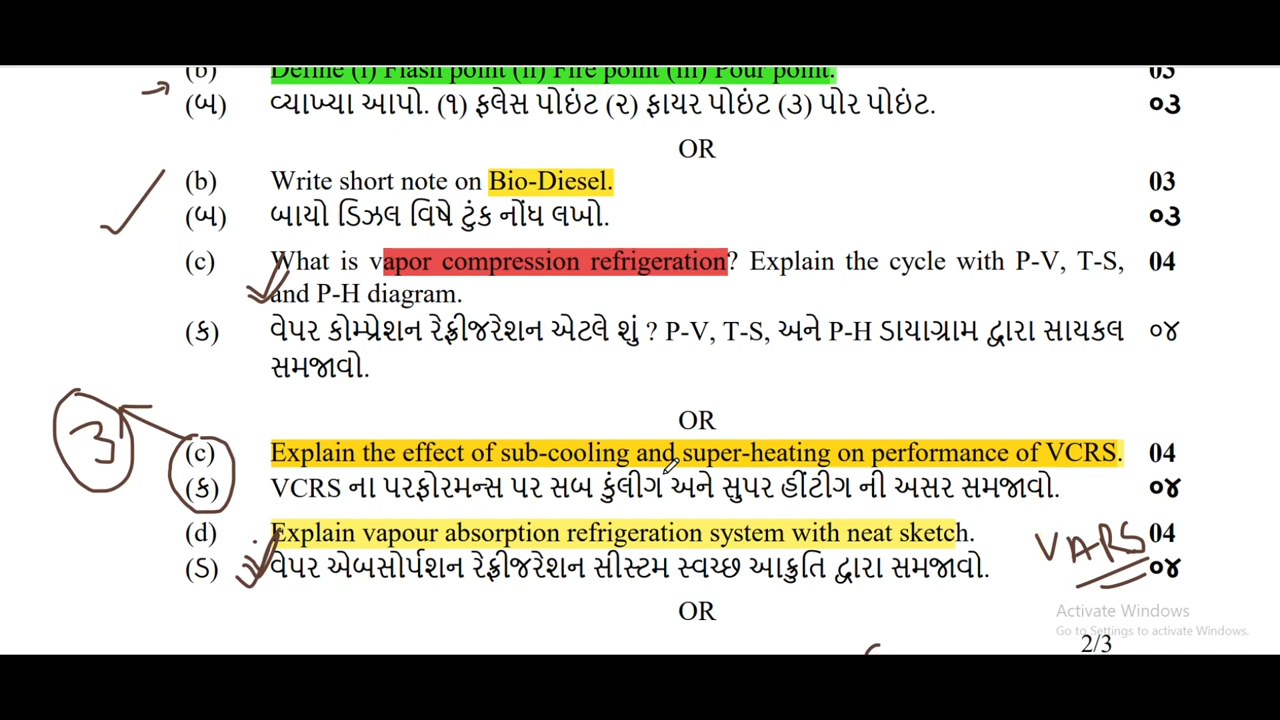 (b) Define (i) Flash point (ii) Fire point (iii) Pour point. 03
(બ) વ્યાખ્યા આપો. (૧) ફલેસ પોઇંટ (૨) ફાયર પોઇંટ (૩) પોર પોઇંટ. ૦૩
OR
(b) Write short note on Bio-Diesel. 03
(બ) બાયો ડિઝલ વિષે ટુંક નોંધ લખો. ૦૩
(c) What is vapor compression refrigeration? Explain the cycle with P-V, T-S, 04
and P-H diagram.
(ક) વેપર કોમ્પ્રેશન રેફ્રીજરેશન એટલે શું ? P-V, T-S, અને P-H ડાયાગ્રામ દ્વારા સાયકલ ૦૪
સમજાવો.
OR
3
(c) Explain the effect of sub-cooling and super-heating on performance of VCRS. 04
(ક) VCRS ના પરફોરમન્સ પર સબ કુંલીગ અને સુપર હીંટીગ ની અસર સમજાવો. ૦૪
(d) Explain vapour absorption refrigeration system with neat sketch. 04
VARS
(ડ) વેપર એબસોર્પશન રેફ્રીજરેશન સીસ્ટમ સ્વચ્છ આક્રુતિ દ્વારા સમજાવો. ૦૪
OR
Activate Windows
Go to Settings to activate Windows.
2/3